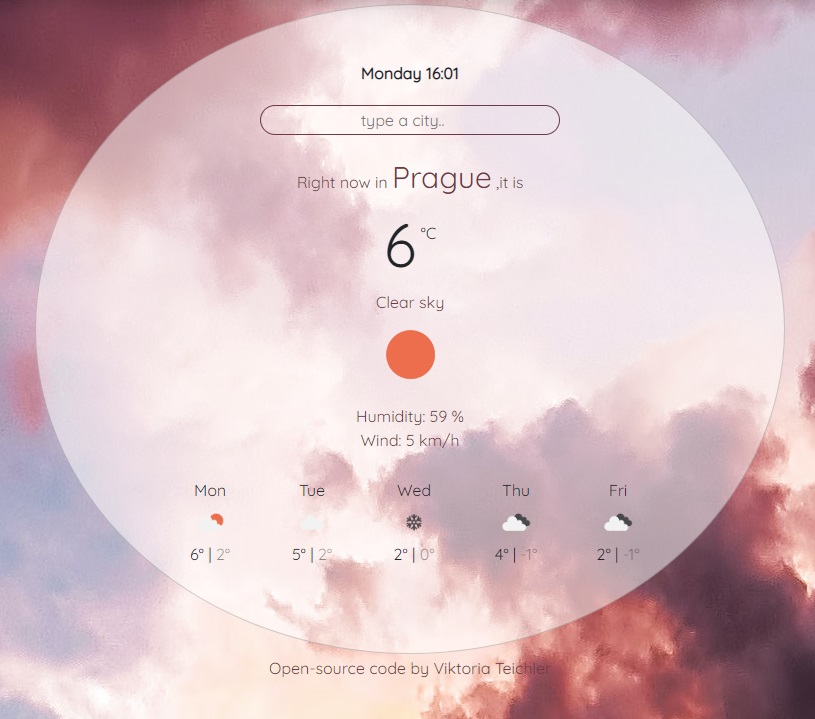 Monday 16:01
type a city..
Right now in Prague ,it is
6 °C
Clear sky
Humidity: 59 %
Wind: 5 km/h
Mon Tue Wed Thu Fri
6° | 2° 5° | 2° 2° | 0° 4° | -1° 2° | -1°
Open-source code by Viktoria Teichler